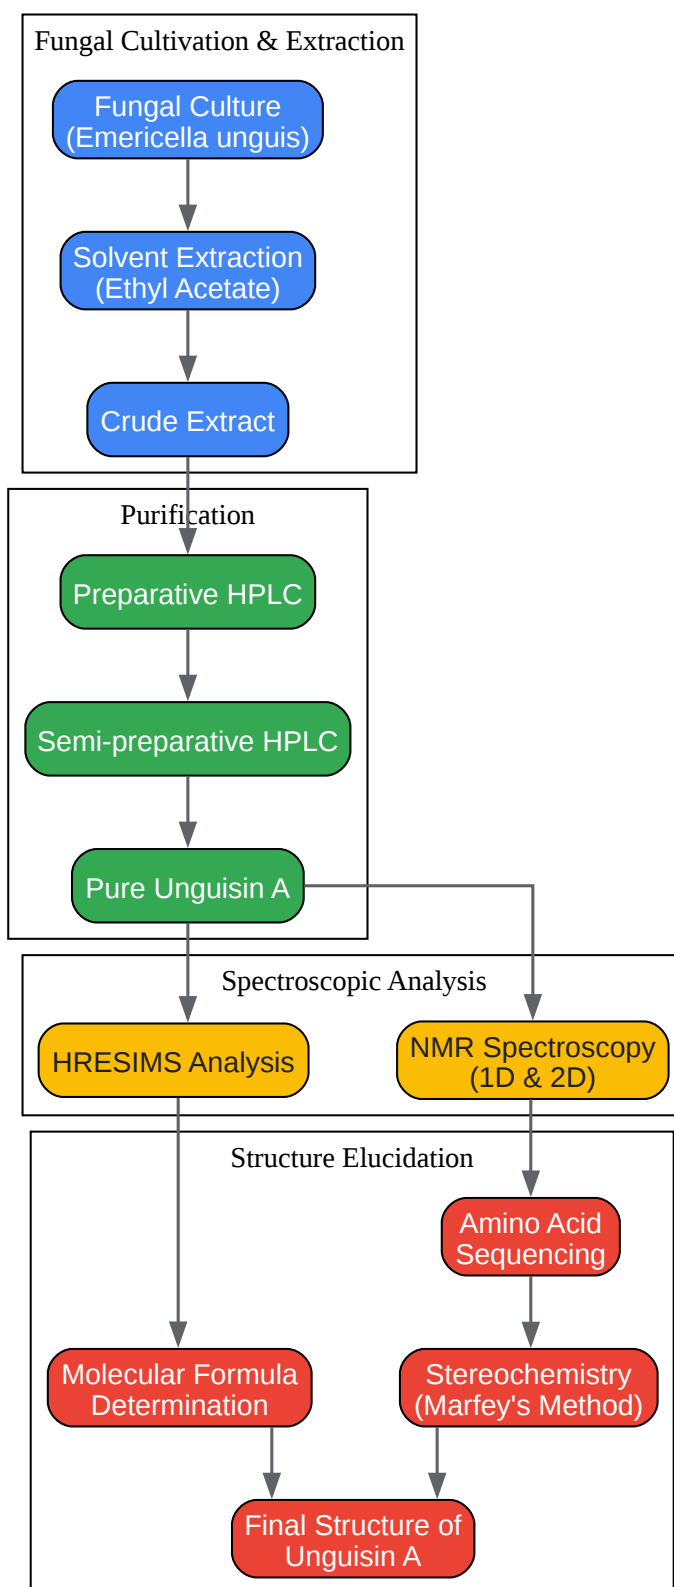 Fungal Cultivation & Extraction
Fungal Culture
(Emericella unguis)
Solvent Extraction
(Ethyl Acetate)
Crude Extract
Purification
Preparative HPLC
Semi-preparative HPLC
Pure Unguisin A
Spectroscopic Analysis
HRESIMS Analysis
NMR Spectroscopy
(1D & 2D)
Structure Elucidation
Amino Acid
Sequencing
Molecular Formula
Determination
Stereochemistry
(Marfey's Method)
Final Structure of
Unguisin A